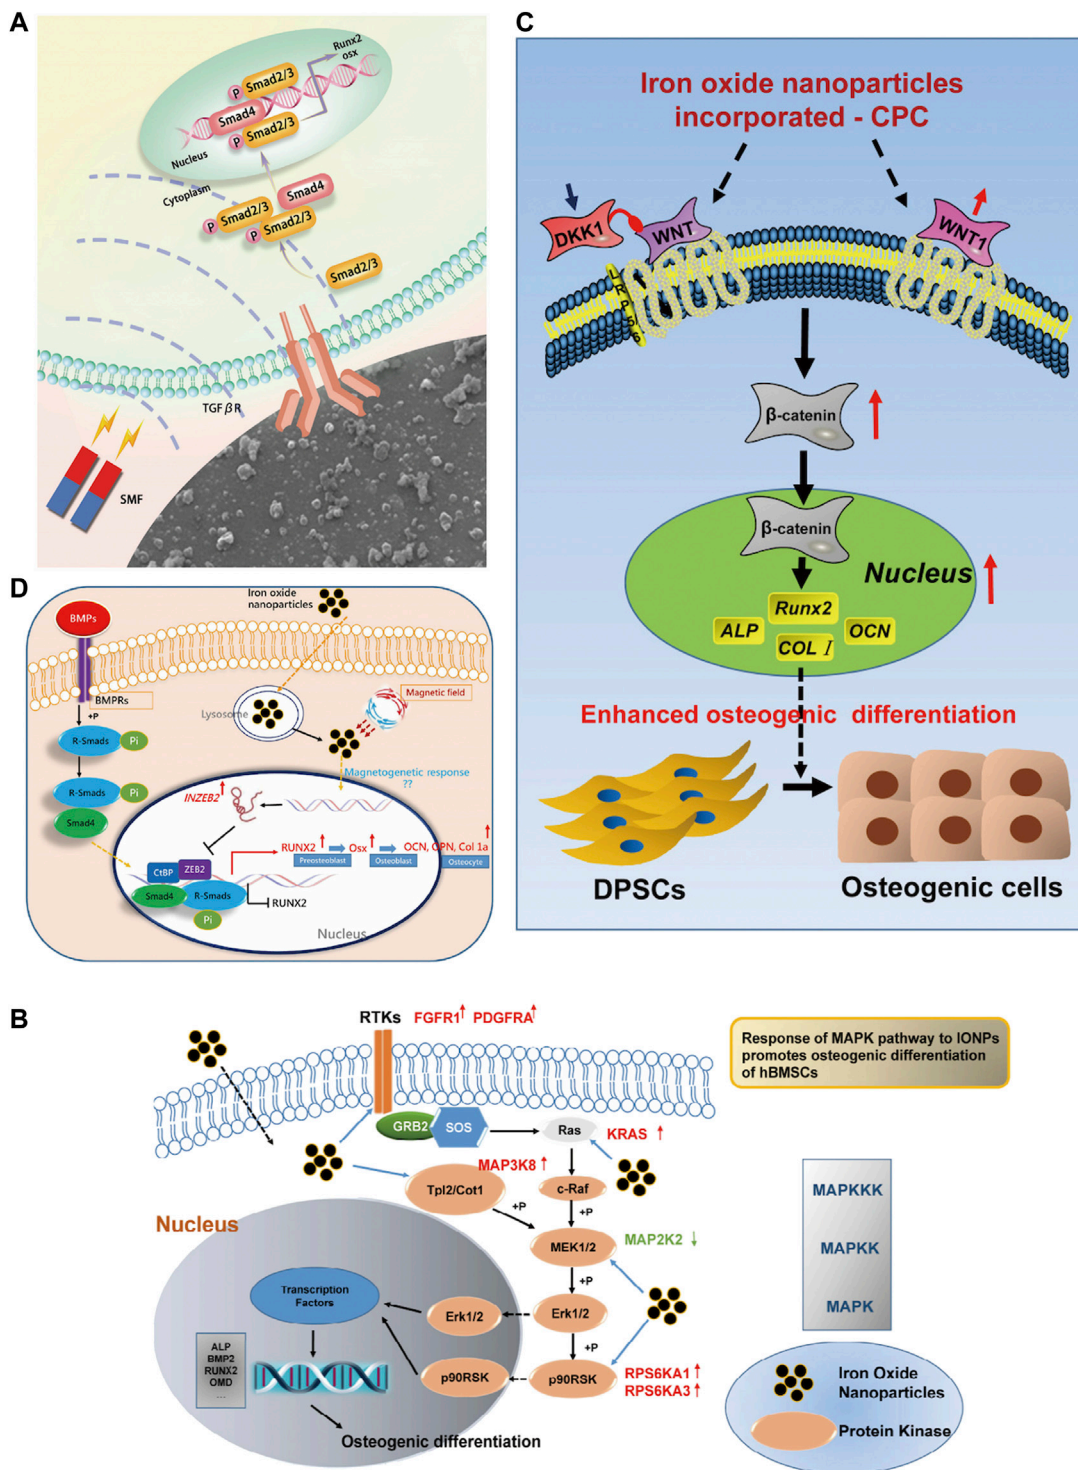 A
Runx2
osx
P
Smad2/3
Smad4
P
Smad2/3
Nucleus
Cytoplasm
Smad4
P
Smad2/3
P
Smad2/3
Smad2/3
TGFβR
SMF
C
Iron oxide nanoparticles
incorporated - CPC
DKK1
WNT
WNT1
β-catenin
β-catenin
Nucleus
Runx2
ALP
OCN
COL I
Enhanced osteogenic differentiation
DPSCs
Osteogenic cells
D
Iron oxide
nanoparticles
BMPs
BMPRs
+P
Lysosome
Magnetic field
R-Smads
Pi
Magnetogenetic response
??
R-Smads
Pi
Smad4
INZEB2
RUNX2
Osx
OCN, OPN, Col 1a
Preosteoblast
Osteoblast
Osteocyte
CtBP
ZEB2
Smad4
R-Smads
RUNX2
Pi
Nucleus
B
RTKs
FGFR1
PDGFRA
Response of MAPK pathway to IONPs
promotes osteogenic differentiation
of hBMSCs
GRB2
SOS
Ras
KRAS
MAP3K8
Tpl2/Cot1
c-Raf
+P
+P
MAPKKK
Nucleus
MEK1/2
MAP2K2
MAPKK
+P
Transcription
Factors
Erk1/2
Erk1/2
MAPK
+P
ALP
BMP2
RUNX2
OMD
...
p90RSK
p90RSK
RPS6KA1
RPS6KA3
Iron Oxide
Nanoparticles
Protein Kinase
Osteogenic differentiation